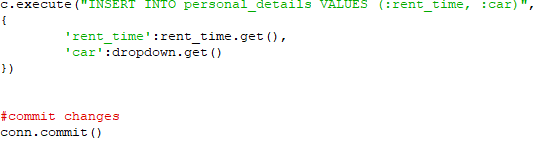 c.execute("INSERT INTO personal_details VALUES (:rent_time, :car)",
{
        'rent_time':rent_time.get(),
        'car':dropdown.get()
})
#commit changes
conn.commit()